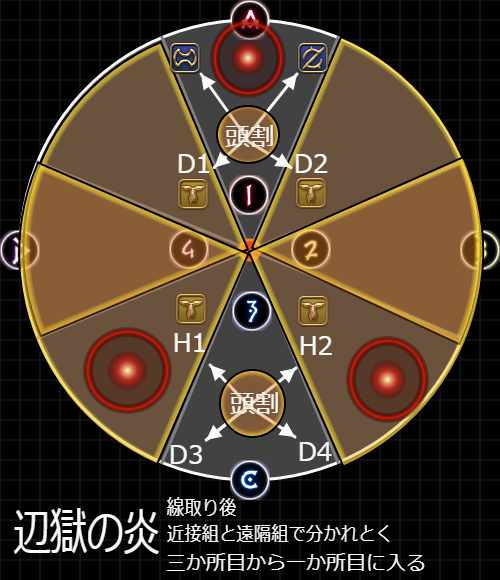 A
頭割
D1 D2
1
4 2
3
H1 H2
頭割
D3 D4
C
線取り後
辺獄の炎 近接組と遠隔組で分かれとく
三か所目から一か所目に入る